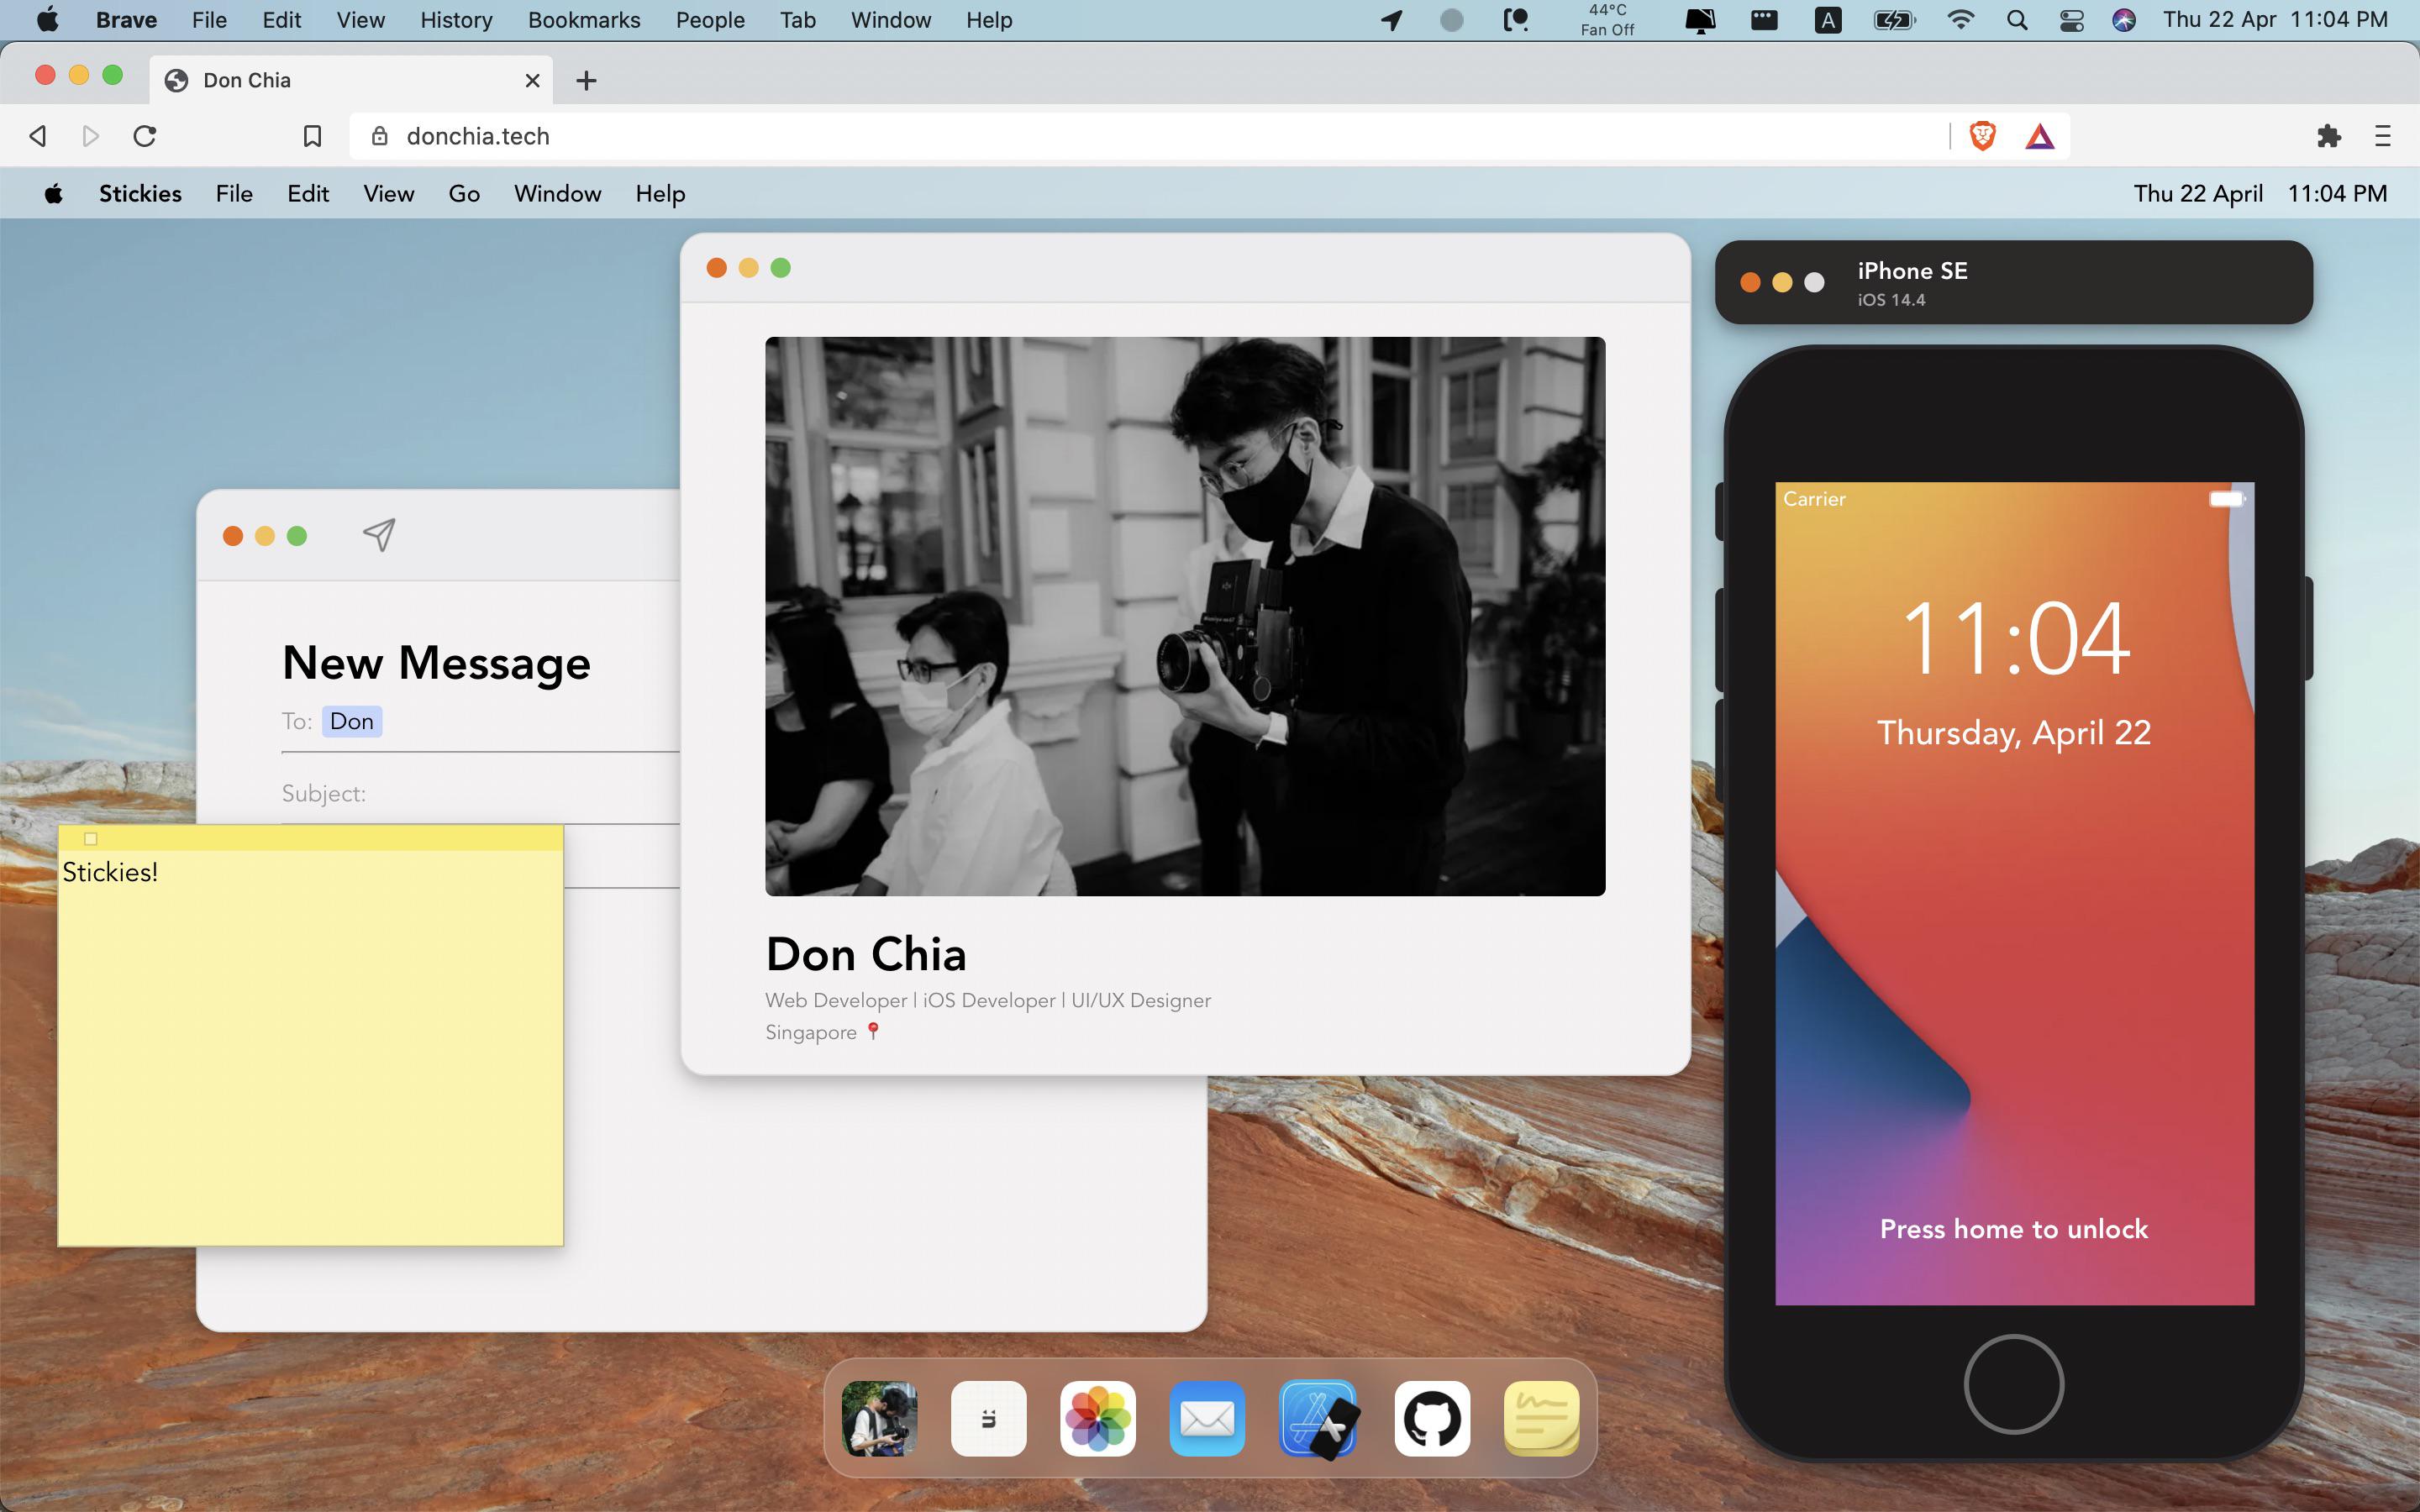 Brave File Edit View History Bookmarks People Tab Window Help
44°C
Fan Off
A
Thu 22 Apr 11:04 PM
Don Chia
donchia.tech
Stickies File Edit View Go Window Help
Thu 22 April 11:04 PM
iPhone SE
iOS 14.4
Carrier
11:04
Thursday, April 22
Press home to unlock
New Message
To: Don
Subject:
Stickies!
Don Chia
Web Developer | iOS Developer | UI/UX Designer
Singapore 📍